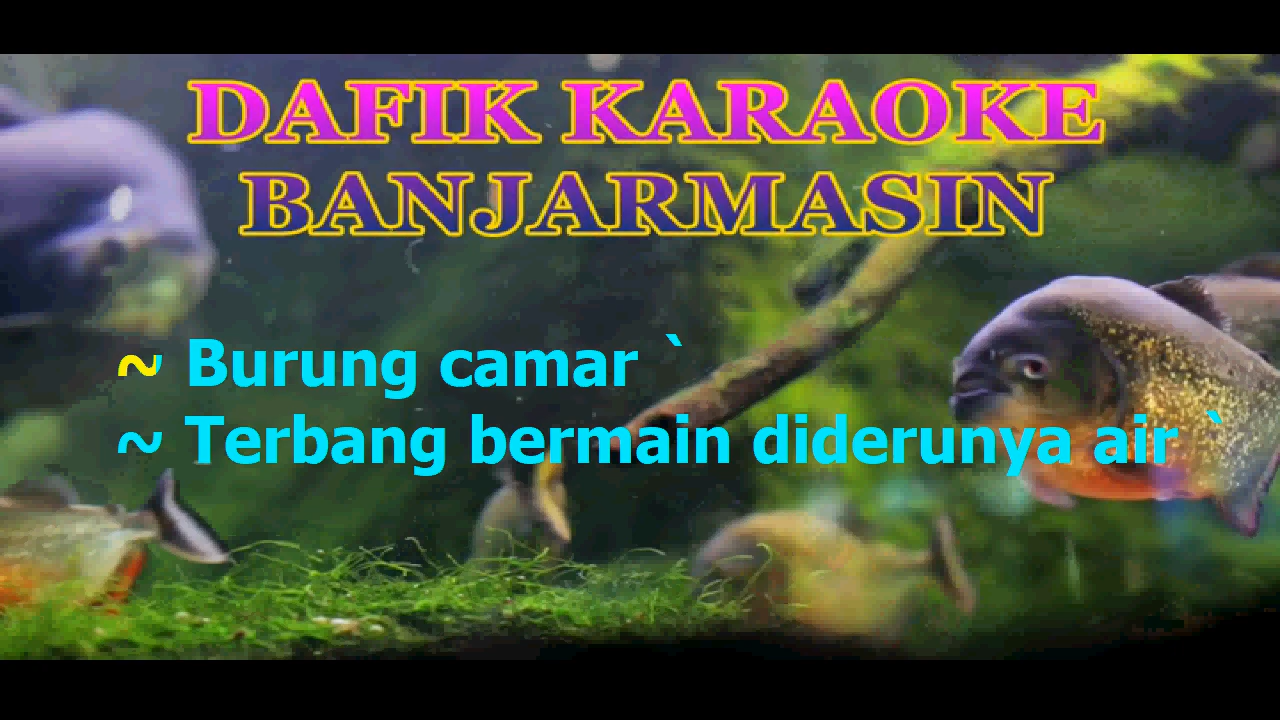 DAFIK KARAOKE
BANJARMASIN
~ Burung camar `
~ Terbang bermain diderunya air `